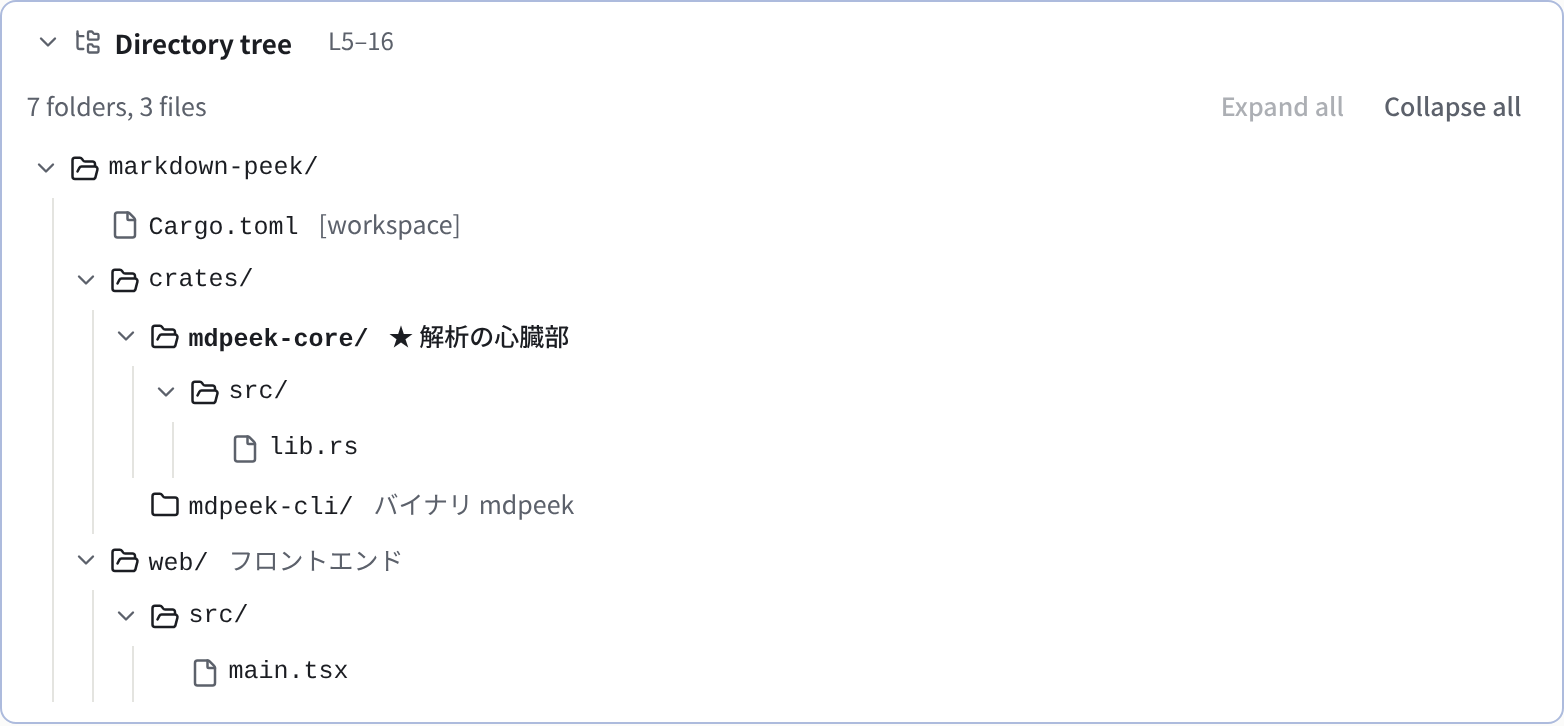 Directory tree L5–16
7 folders, 3 files Expand all Collapse all
markdown-peek/
Cargo.toml [workspace]
crates/
mdpeek-core/ ★ 解析の心臓部
src/
lib.rs
mdpeek-cli/ バイナリ mdpeek
web/ フロントエンド
src/
main.tsx